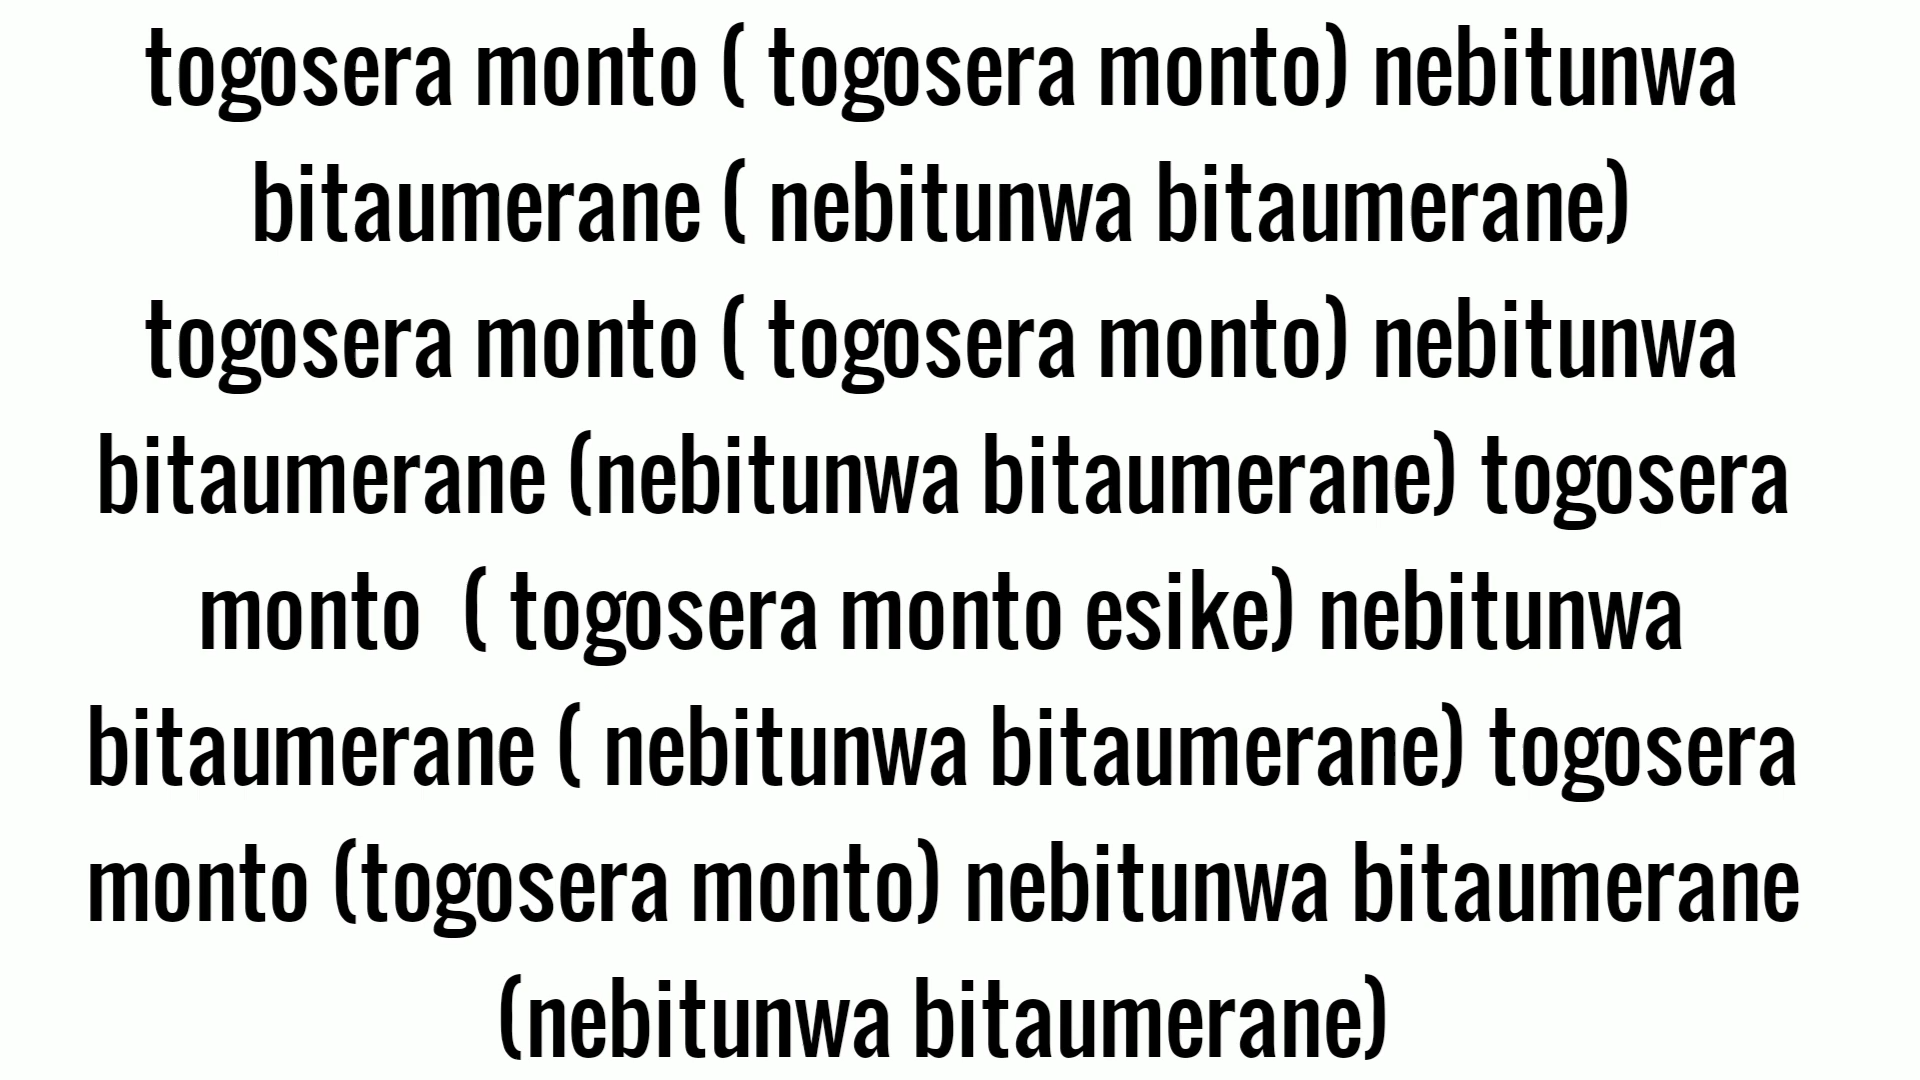 togosera monto ( togosera monto) nebitunwa
bitaumerane ( nebitunwa bitaumerane)
togosera monto ( togosera monto) nebitunwa
bitaumerane (nebitunwa bitaumerane) togosera
monto  ( togosera monto esike) nebitunwa
bitaumerane ( nebitunwa bitaumerane) togosera
monto (togosera monto) nebitunwa bitaumerane
(nebitunwa bitaumerane)